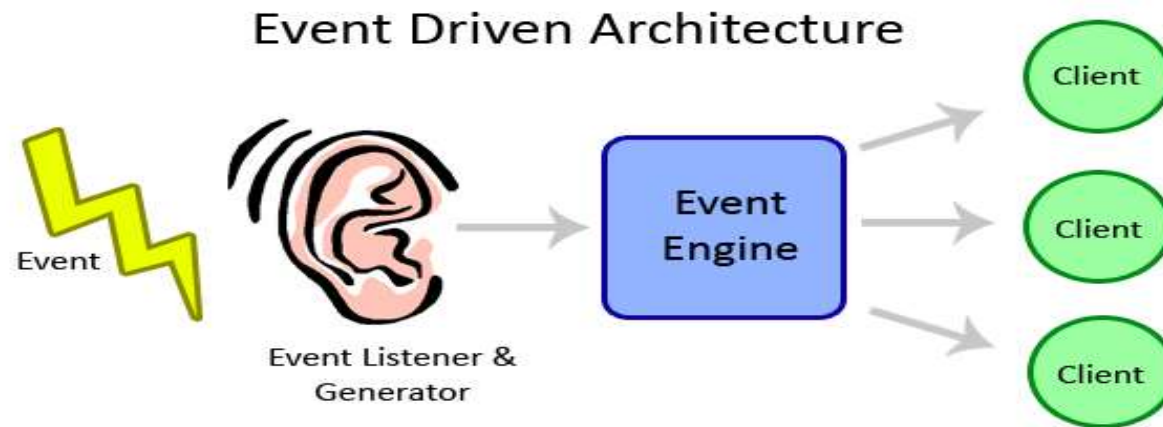 Event Driven Architecture
Event
Event Listener &
Generator
Event
Engine
Client
Client
Client